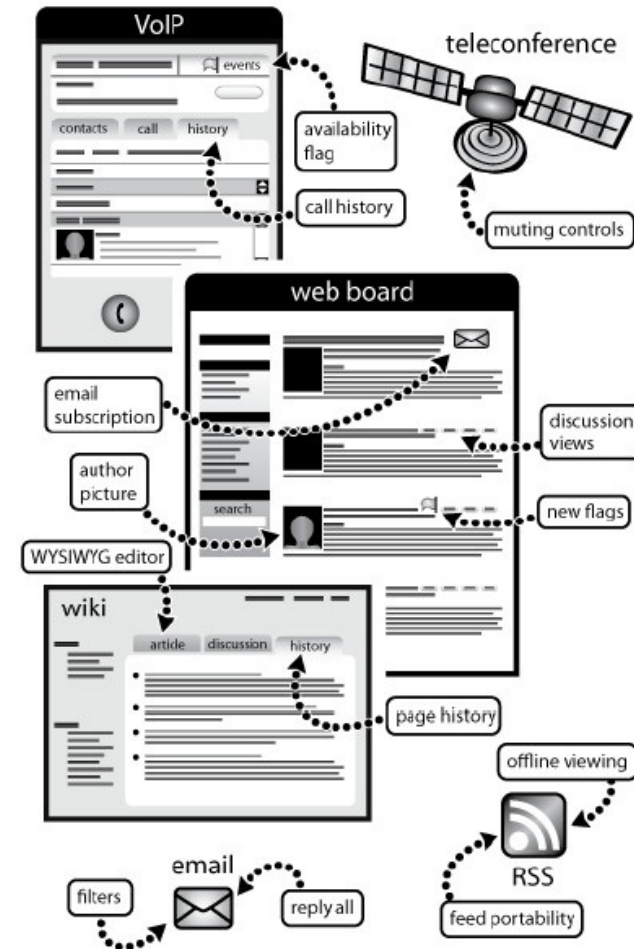 VoIP
teleconference
events
contacts
call
history
availability
flag
call history
muting controls
web board
email
subscription
discussion
views
author
picture
search
new flags
WYSIWYG editor
wiki
article
discussion
history
page history
offline viewing
email
RSS
filters
reply all
feed portability